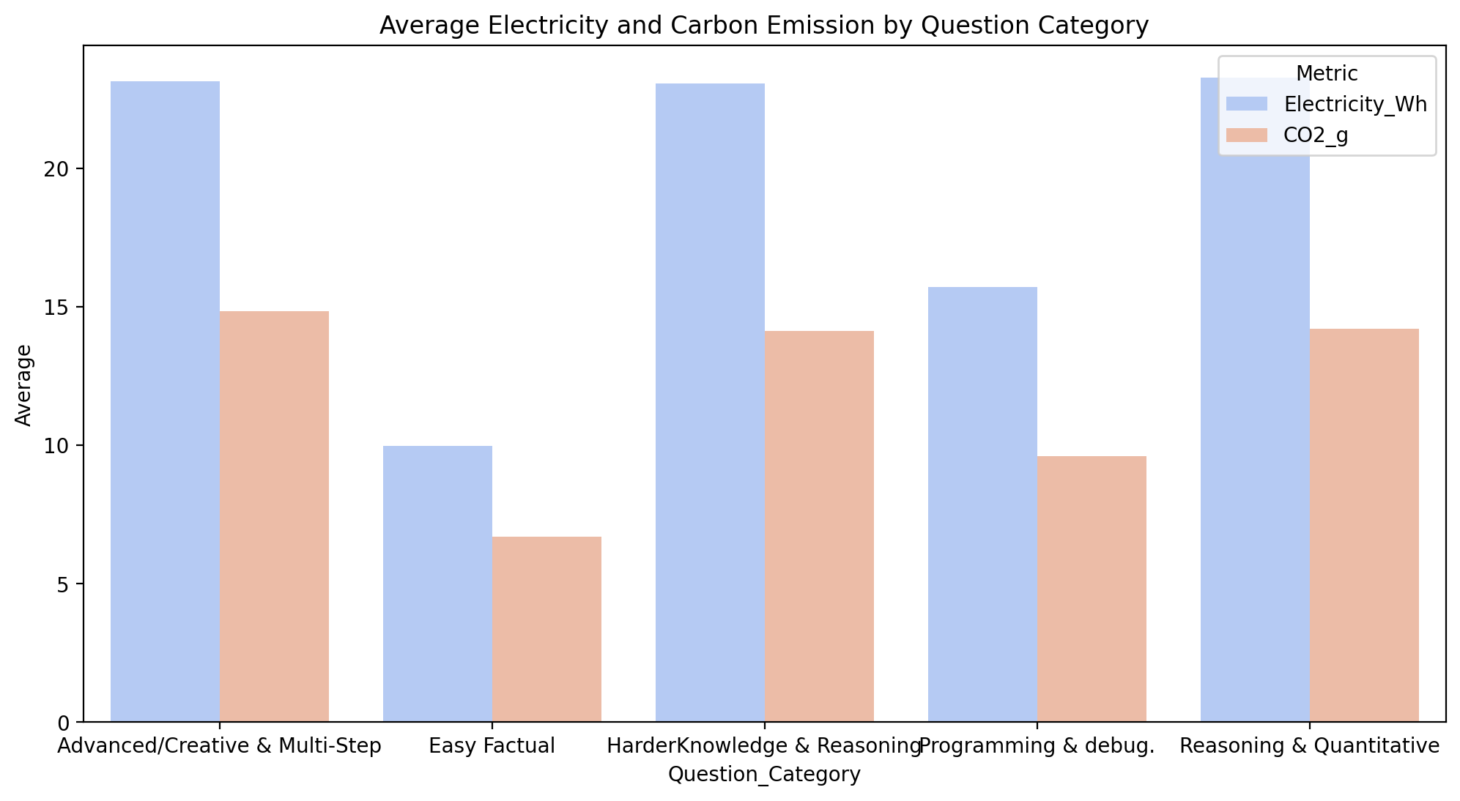 Average Electricity and Carbon Emission by Question Category
Metric
Electricity_Wh
CO2_g
Average
20
15
10
5
0
Advanced/Creative & Multi-Step
Easy Factual
HarderKnowledge & Reasoning
Programming & debug.
Reasoning & Quantitative
Question_Category